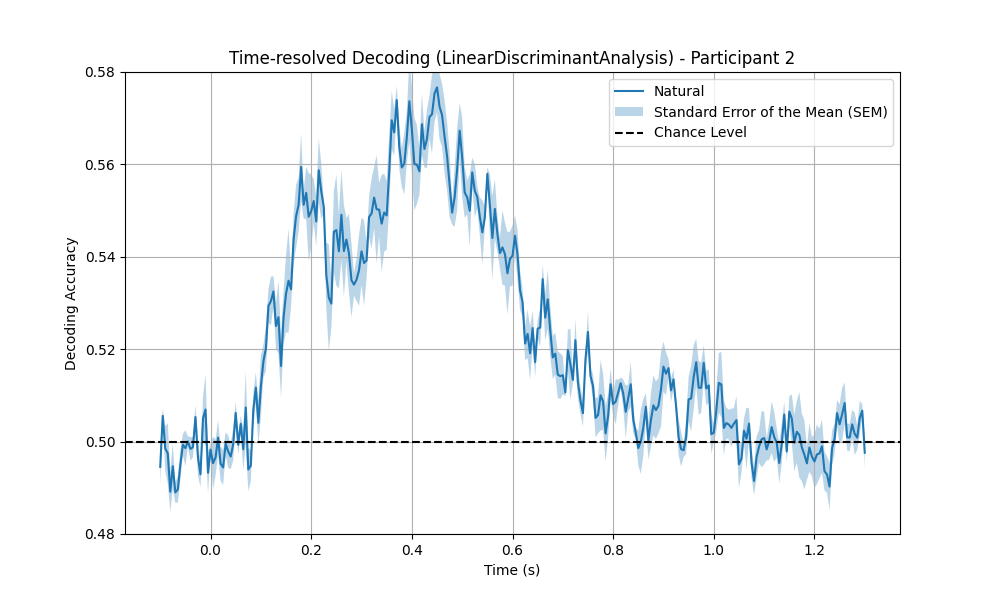 Time-resolved Decoding (LinearDiscriminantAnalysis) - Participant 2
Natural
Standard Error of the Mean (SEM)
Chance Level
Decoding Accuracy
0.58
0.56
0.54
0.52
0.50
0.48
0.0 0.2 0.4 0.6 0.8 1.0 1.2
Time (s)